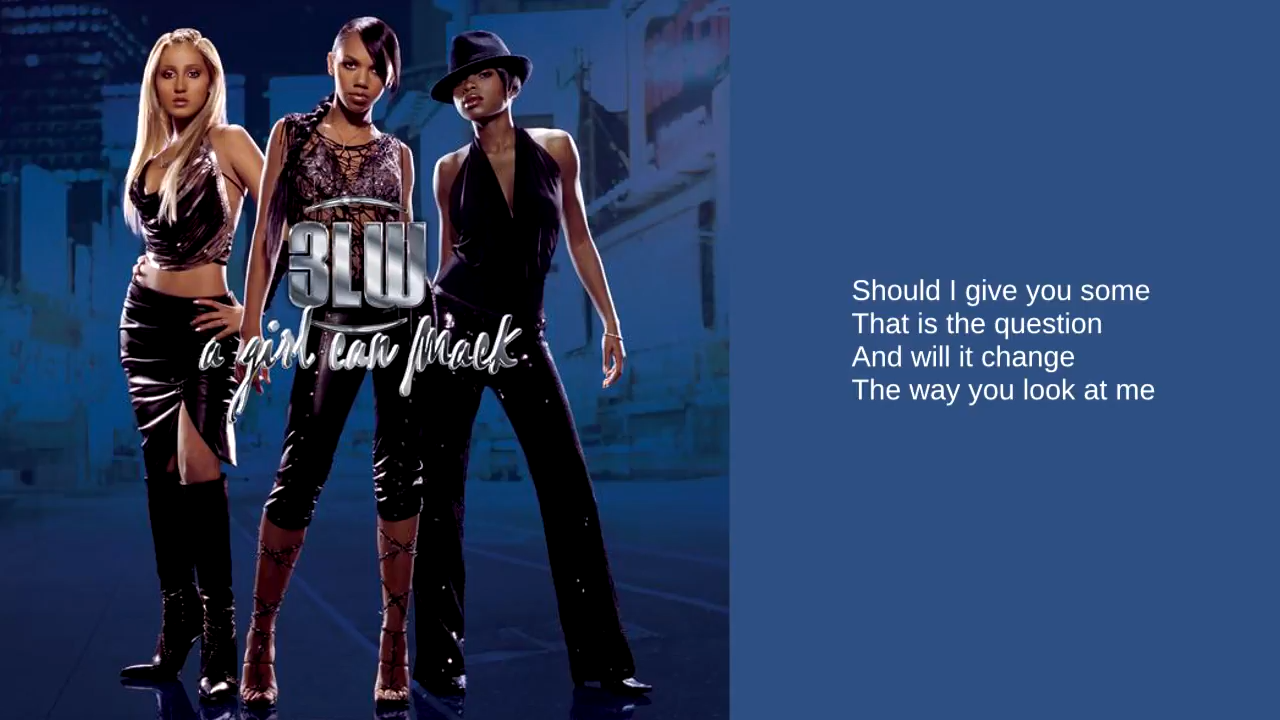 3LW
a girl can mack
Should I give you some
That is the question
And will it change
The way you look at me